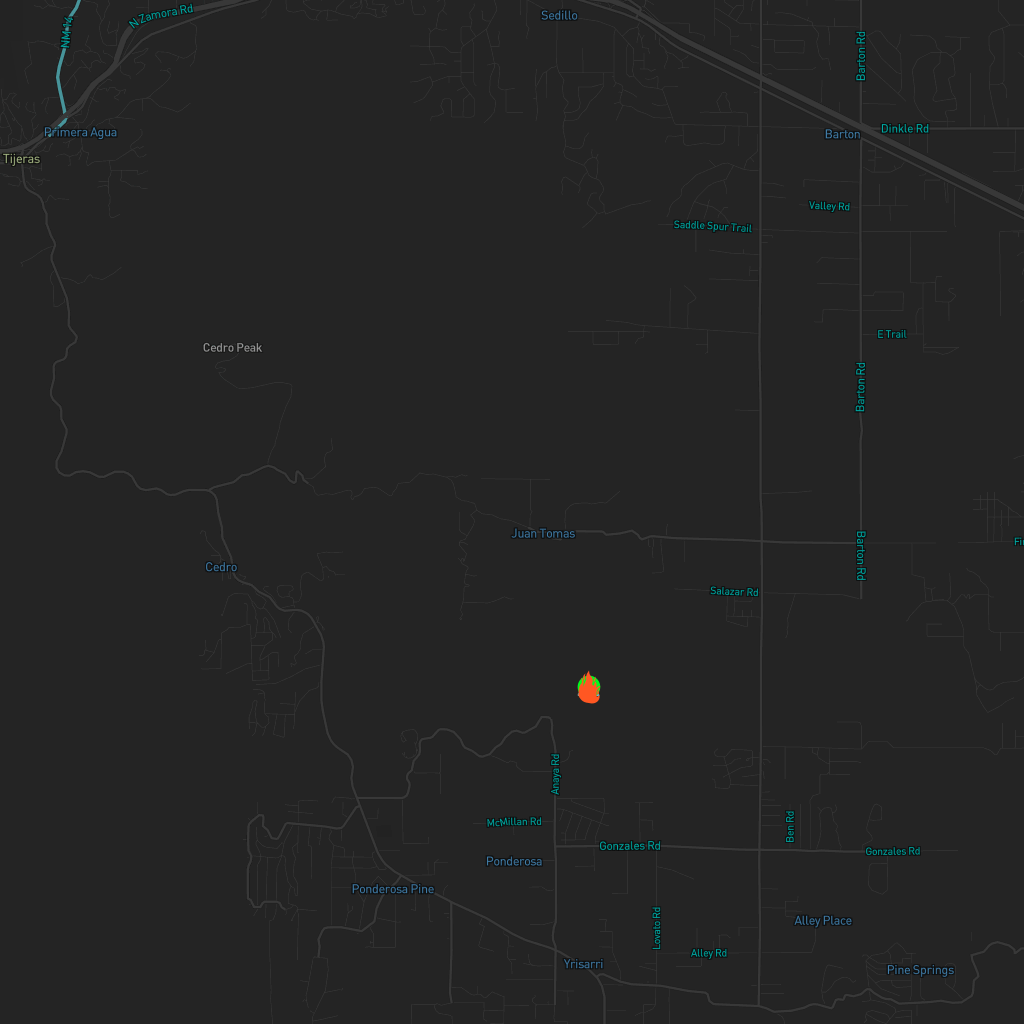 Sedillo
N Zamora Rd
NM 14
Barton Rd
Dinkle Rd
Primera Agua
Barton
Tijeras
Valley Rd
Saddle Spur Trail
E Trail
Cedro Peak
Barton Rd
Juan Tomas
Fi
Barton Rd
Cedro
Salazar Rd
Anaya Rd
McMillan Rd
Ben Rd
Gonzales Rd
Gonzales Rd
Ponderosa
Ponderosa Pine
Alley Place
Lovato Rd
Alley Rd
Yrisarri
Pine Springs